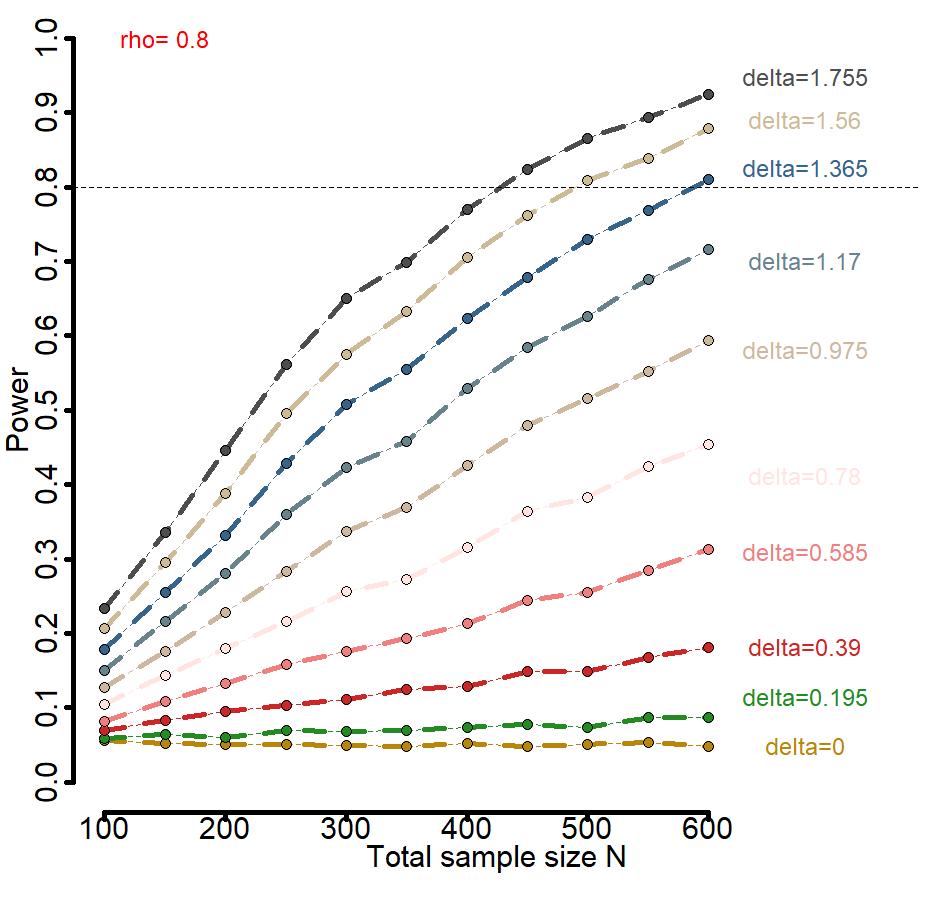 rho= 0.8
1.0
0.9
0.8
0.7
0.6
0.5
0.4
0.3
0.2
0.1
0.0
Power
delta=1.755
delta=1.56
delta=1.365
delta=1.17
delta=0.975
delta=0.78
delta=0.585
delta=0.39
delta=0.195
delta=0
100 200 300 400 500 600
Total sample size N